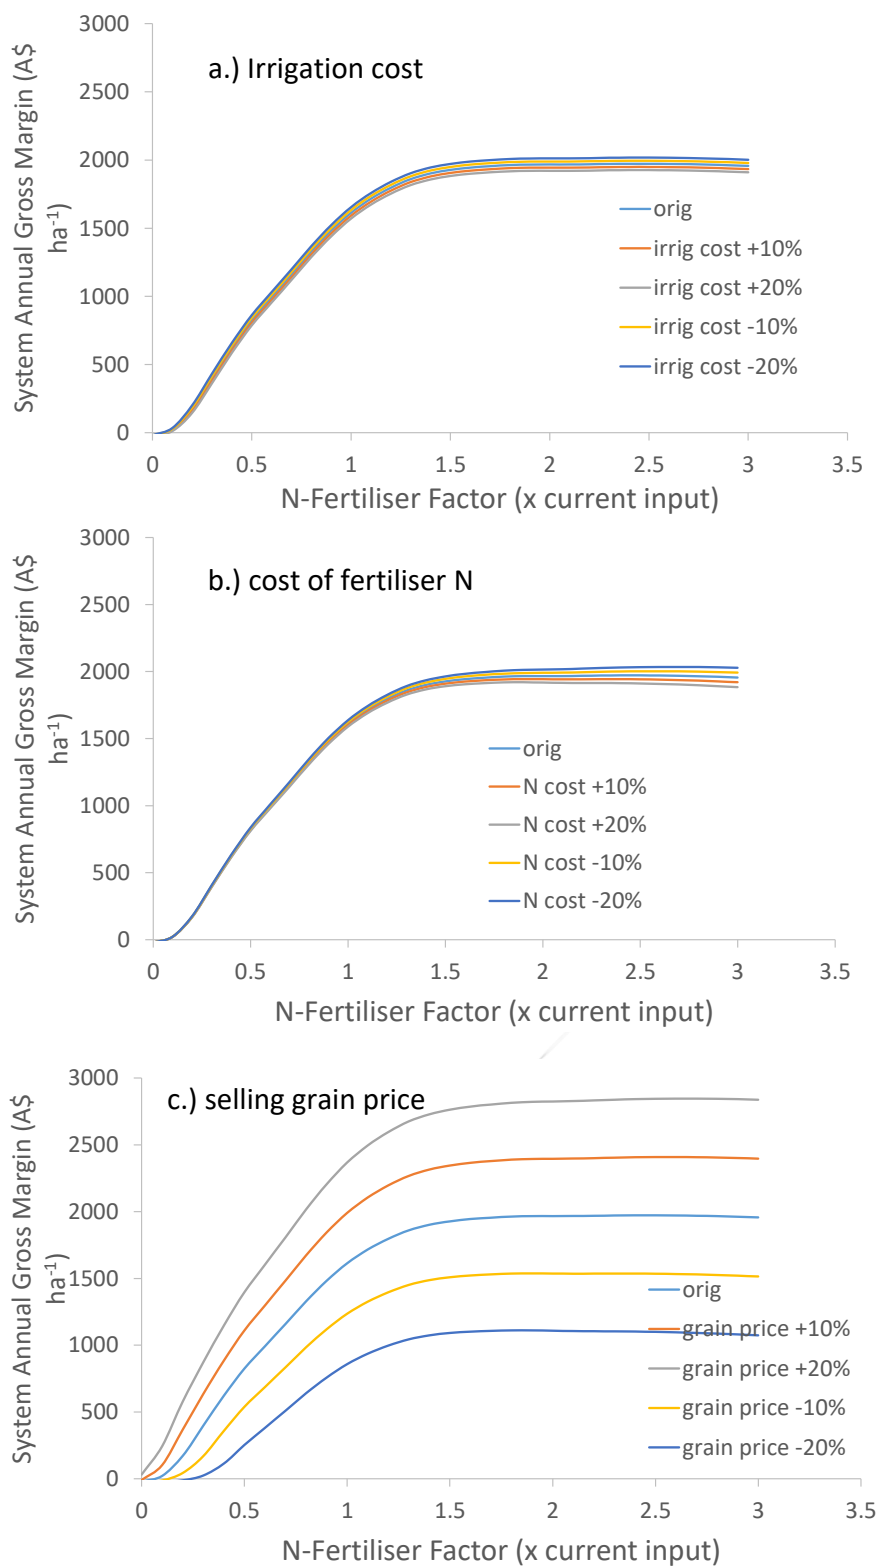 a.) Irrigation cost
System Annual Gross Margin (A$
ha⁻¹)
3000
2500
2000
1500
1000
500
0
0 0.5 1 1.5 2 2.5 3 3.5
N-Fertiliser Factor (x current input)
orig
irrig cost +10%
irrig cost +20%
irrig cost -10%
irrig cost -20%
b.) cost of fertiliser N
System Annual Gross Margin (A$
ha⁻¹)
3000
2500
2000
1500
1000
500
0
0 0.5 1 1.5 2 2.5 3 3.5
N-Fertiliser Factor (x current input)
orig
N cost +10%
N cost +20%
N cost -10%
N cost -20%
c.) selling grain price
System Annual Gross Margin (A$
ha⁻¹)
3000
2500
2000
1500
1000
500
0
0 0.5 1 1.5 2 2.5 3 3.5
N-Fertiliser Factor (x current input)
orig
grain price +10%
grain price +20%
grain price -10%
grain price -20%